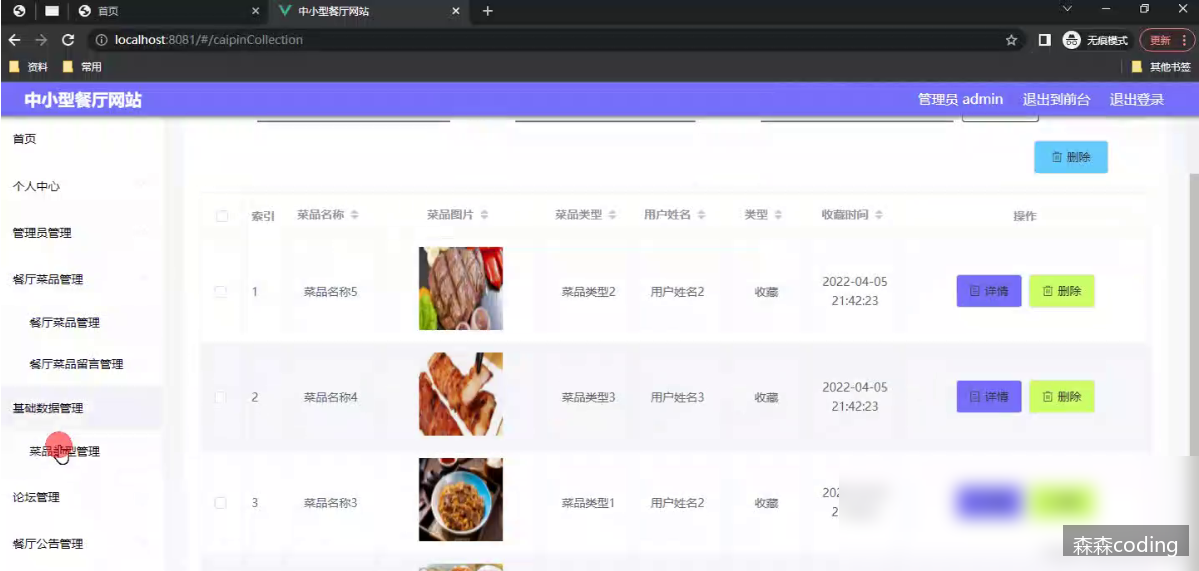 首页
中小型餐厅网站
localhost:8081/#/caipinCollection
无痕模式
更新
资料
常用
其他书签
中小型餐厅网站
管理员 admin
退出到前台
退出登录
首页
个人中心
管理员管理
餐厅菜品管理
餐厅菜品管理
餐厅菜品留言管理
基础数据管理
菜品类型管理
论坛管理
餐厅公告管理
删除
索引 菜品名称 菜品图片 菜品类型 用户姓名 类型 收藏时间 操作
1 菜品名称5 菜品类型2 用户姓名2 收藏 2022-04-05 21:42:23 详情 删除
2 菜品名称4 菜品类型3 用户姓名3 收藏 2022-04-05 21:42:23 详情 删除
3 菜品名称3 菜品类型1 用户姓名2 收藏
森森coding